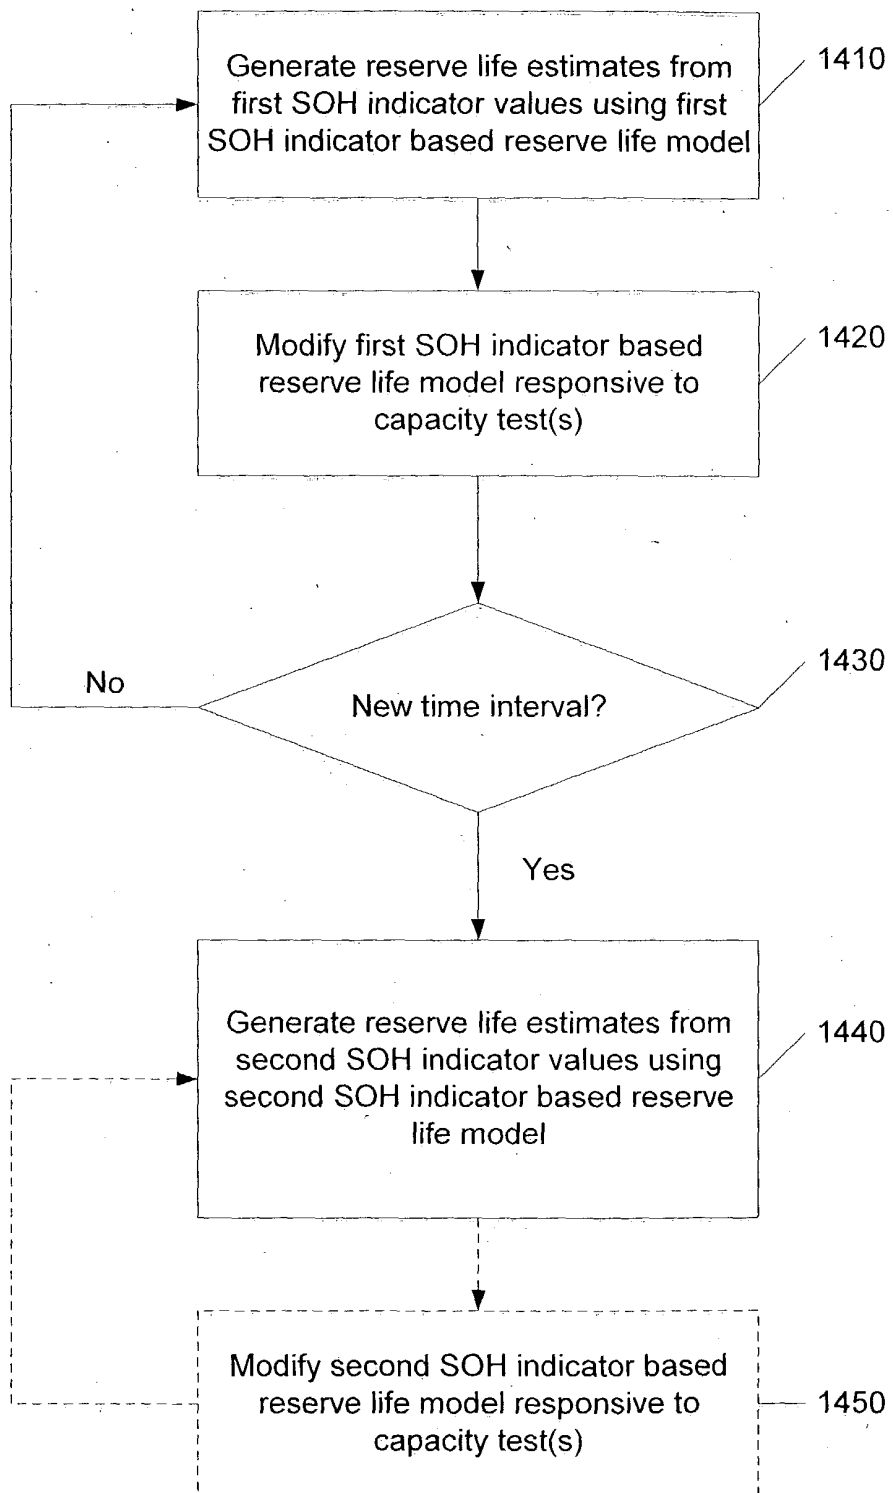 Generate reserve life estimates from
first SOH indicator values using first
SOH indicator based reserve life model
1410
Modify first SOH indicator based
reserve life model responsive to
capacity test(s)
1420
New time interval?
1430
No
Yes
Generate reserve life estimates from
second SOH indicator values using
second SOH indicator based reserve
life model
1440
Modify second SOH indicator based
reserve life model responsive to
capacity test(s)
1450